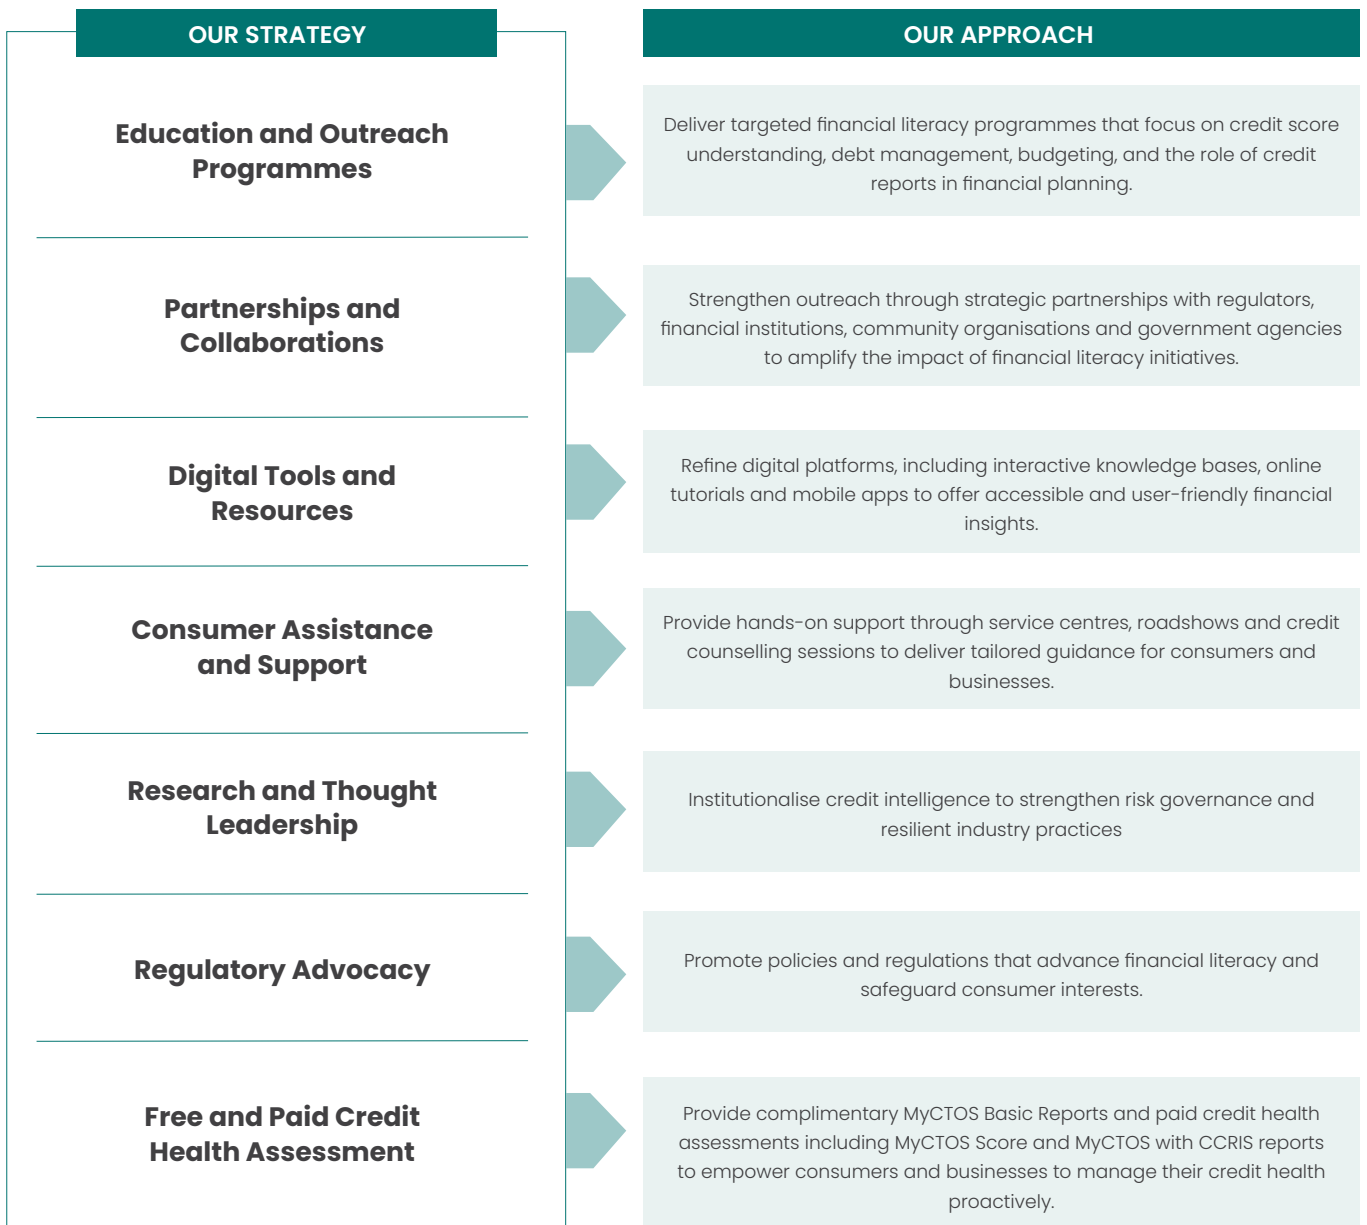 OUR STRATEGY
OUR APPROACH
Education and Outreach
Programmes
Deliver targeted financial literacy programmes that focus on credit score
understanding, debt management, budgeting, and the role of credit
reports in financial planning.
Partnerships and
Collaborations
Strengthen outreach through strategic partnerships with regulators,
financial institutions, community organisations and government agencies
to amplify the impact of financial literacy initiatives.
Digital Tools and
Resources
Refine digital platforms, including interactive knowledge bases, online
tutorials and mobile apps to offer accessible and user-friendly financial
insights.
Consumer Assistance
and Support
Provide hands-on support through service centres, roadshows and credit
counselling sessions to deliver tailored guidance for consumers and
businesses.
Research and Thought
Leadership
Institutionalise credit intelligence to strengthen risk governance and
resilient industry practices
Regulatory Advocacy
Promote policies and regulations that advance financial literacy and
safeguard consumer interests.
Free and Paid Credit
Health Assessment
Provide complimentary MyCTOS Basic Reports and paid credit health
assessments including MyCTOS Score and MyCTOS with CCRIS reports
to empower consumers and businesses to manage their credit health
proactively.